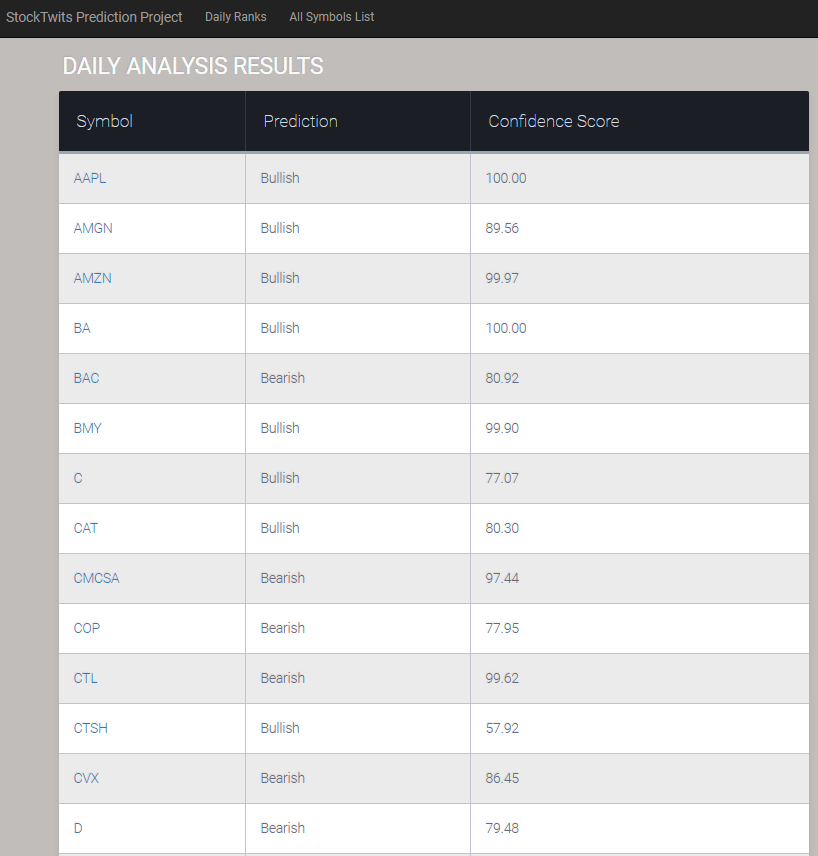 StockTwits Prediction Project Daily Ranks All Symbols List
DAILY ANALYSIS RESULTS
Symbol Prediction Confidence Score
AAPL Bullish 100.00
AMGN Bullish 89.56
AMZN Bullish 99.97
BA Bullish 100.00
BAC Bearish 80.92
BMY Bullish 99.90
C Bullish 77.07
CAT Bullish 80.30
CMCSA Bearish 97.44
COP Bearish 77.95
CTL Bearish 99.62
CTSH Bullish 57.92
CVX Bearish 86.45
D Bearish 79.48